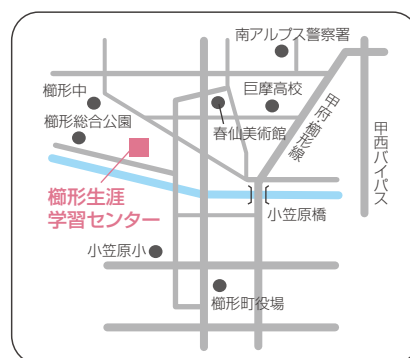 南アルプス警察署
櫛形中
巨摩高校
櫛形総合公園
春仙美術館
甲府・櫛形線
甲西バイパス
櫛形生涯
学習センター
小笠原橋
小笠原小
櫛形町役場